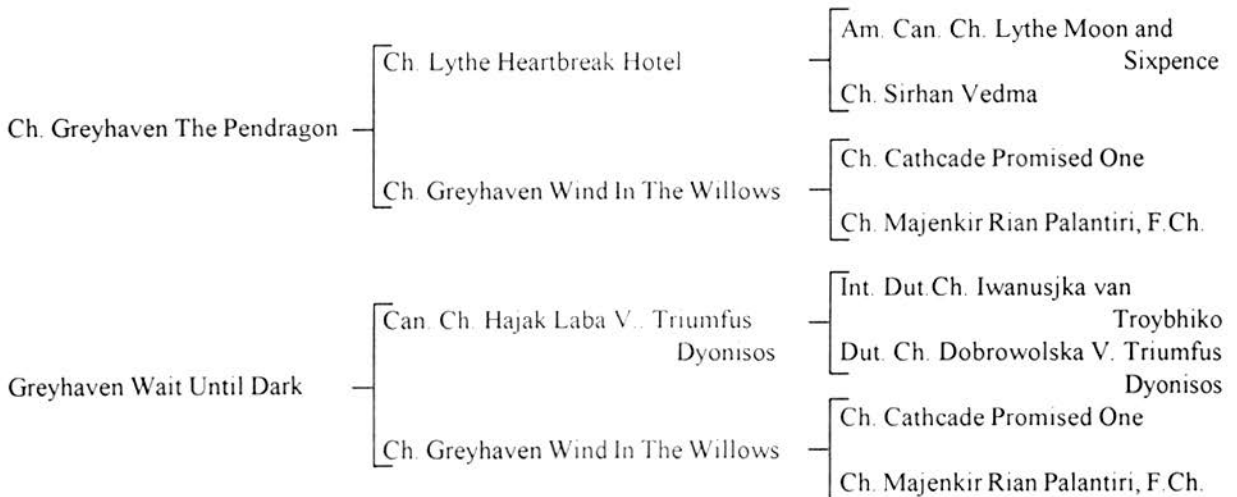 Am. Can. Ch. Lythe Moon and
Sixpence
Ch. Lythe Heartbreak Hotel
Ch. Sirhan Vedma
Ch. Greyhaven The Pendragon
Ch. Cathcade Promised One
Ch. Greyhaven Wind In The Willows
Ch. Majenkir Rian Palantiri, F.Ch.
Int. Dut.Ch. Iwanusjka van
Troybhiko
Can. Ch. Hajak Laba V.. Triumfus
Dyonisos
Dut. Ch. Dobrowolska V. Triumfus
Dyonisos
Greyhaven Wait Until Dark
Ch. Cathcade Promised One
Ch. Greyhaven Wind In The Willows
Ch. Majenkir Rian Palantiri, F.Ch.